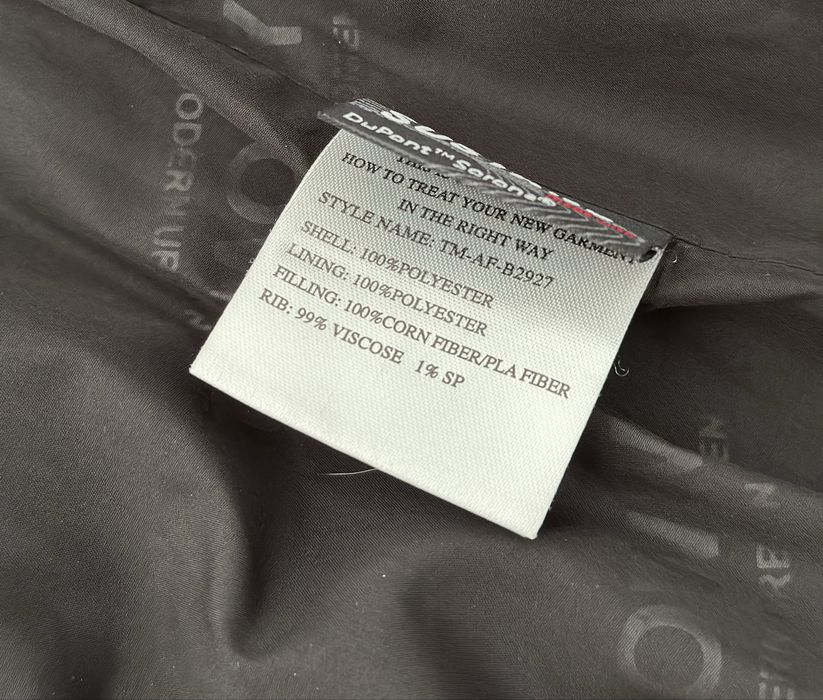 DuPont™ Sorona®
HOW TO TREAT YOUR NEW GARMENT
IN THE RIGHT WAY
STYLE NAME: TM-AF-B2927
SHELL: 100%POLYESTER
LINING: 100%POLYESTER
FILLING: 100%CORN FIBER/PLA FIBER
RIB: 99% VISCOSE 1% SP